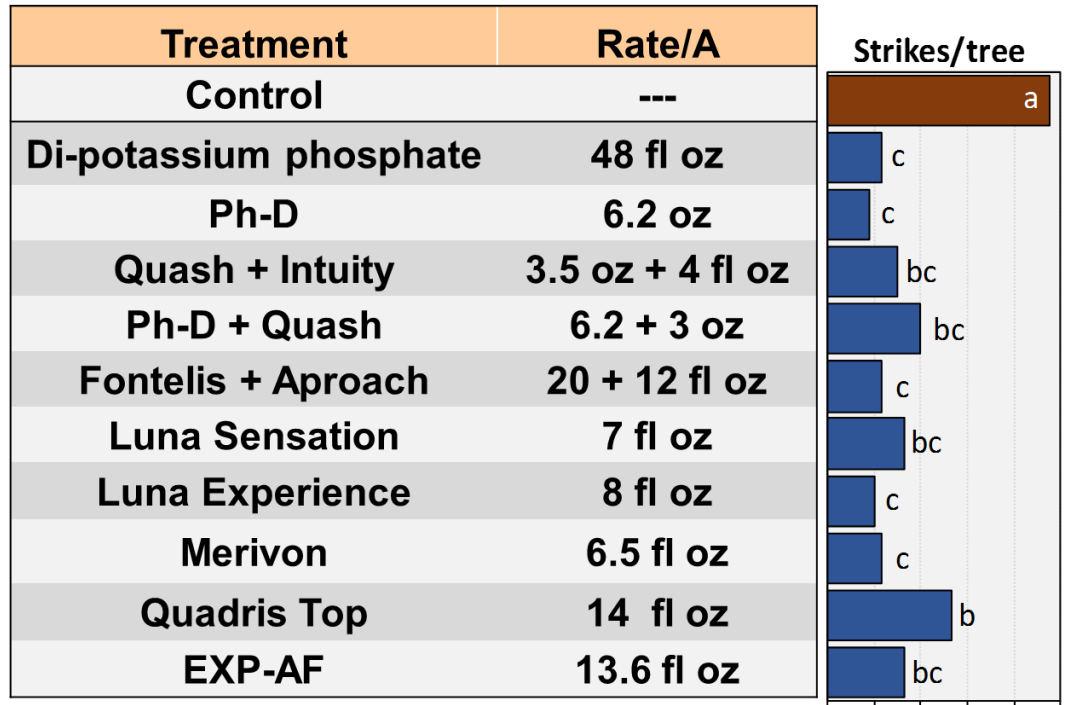 Treatment Rate/A Strikes/tree
Control --- a
Di-potassium phosphate 48 fl oz c
Ph-D 6.2 oz c
Quash + Intuity 3.5 oz + 4 fl oz bc
Ph-D + Quash 6.2 + 3 oz bc
Fontelis + Aproach 20 + 12 fl oz c
Luna Sensation 7 fl oz bc
Luna Experience 8 fl oz c
Merivon 6.5 fl oz c
Quadris Top 14 fl oz b
EXP-AF 13.6 fl oz bc